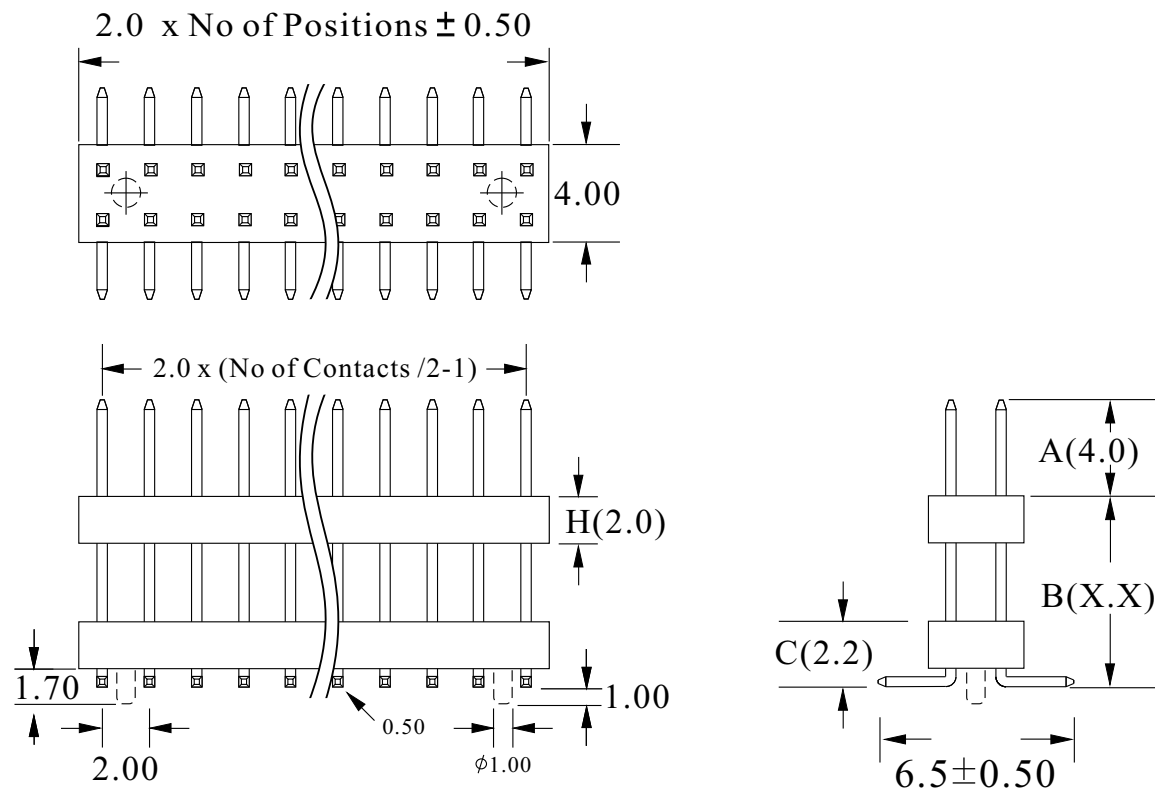 2.0 x No of Positions ± 0.50
4.00
2.0 x (No of Contacts /2-1)
A(4.0)
H(2.0)
B(X.X)
C(2.2)
1.70
1.00
0.50
2.00
ϕ1.00
6.5±0.50